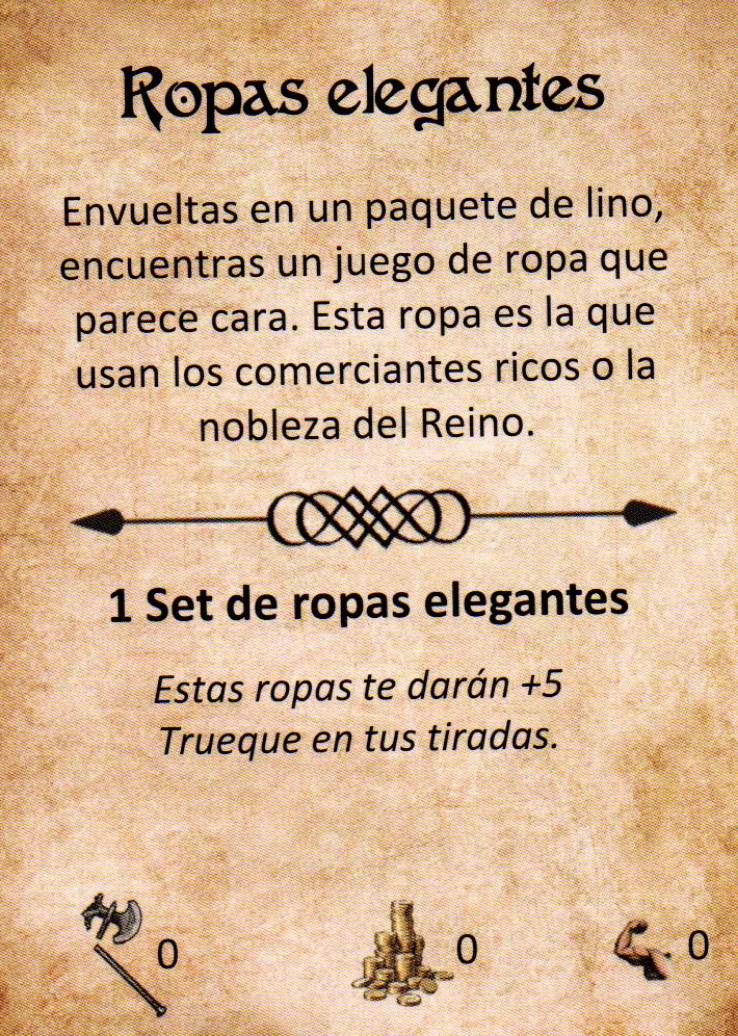 Ropas elegantes
Envueltas en un paquete de lino,
encuentras un juego de ropa que
parece cara. Esta ropa es la que
usan los comerciantes ricos o la
nobleza del Reino.
1 Set de ropas elegantes
Estas ropas te darán +5
Trueque en tus tiradas.
0 0 0